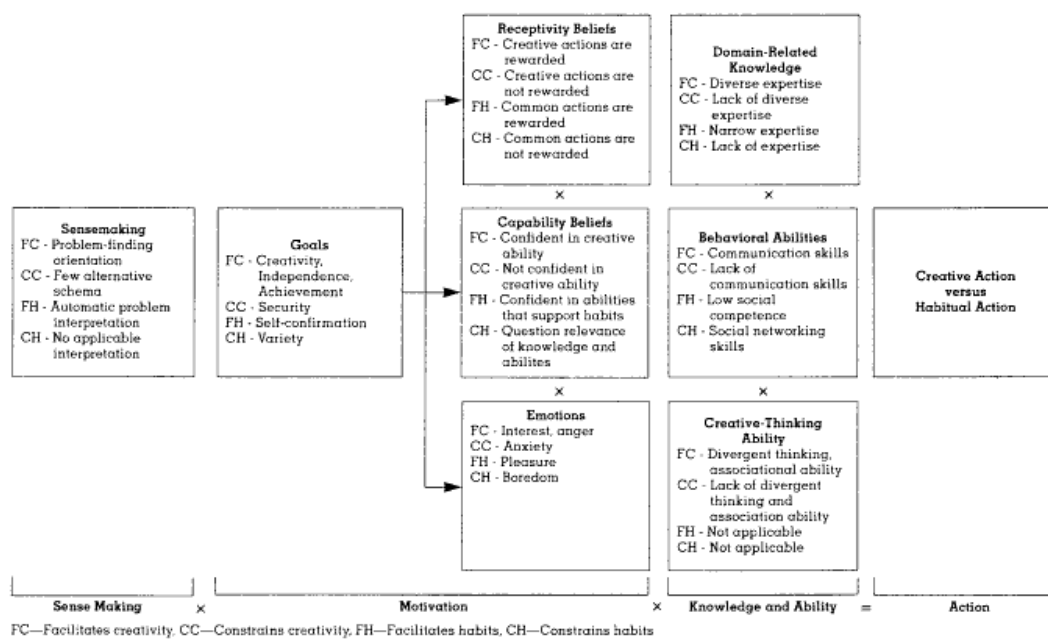 Receptivity Beliefs
FC - Creative actions are
rewarded
CC - Creative actions are
not rewarded
FH - Common actions are
rewarded
CH - Common actions are
not rewarded
Domain-Related
Knowledge
FC - Diverse expertise
CC - Lack of diverse
expertise
FH - Narrow expertise
CH - Lack of expertise
×
×
Sensemaking
FC - Problem-finding
orientation
CC - Few alternative
schema
FH - Automatic problem
interpretation
CH - No applicable
interpretation
Goals
FC - Creativity,
Independence,
Achievement
CC - Security
FH - Self-confirmation
CH - Variety
Capability Beliefs
FC - Confident in creative
ability
CC - Not confident in
creative ability
FH - Confident in abilities
that support habits
CH - Question relevance
of knowledge and
abilites
Behavioral Abilities
FC - Communication skills
CC - Lack of
communication skills
FH - Low social
competence
CH - Social networking
skills
Creative Action
versus
Habitual Action
×
×
Emotions
FC - Interest, anger
CC - Anxiety
FH - Pleasure
CH - Boredom
Creative-Thinking
Ability
FC - Divergent thinking,
associational ability
CC - Lack of divergent
thinking and
association ability
FH - Not applicable
CH - Not applicable
Sense Making × Motivation × Knowledge and Ability = Action
FC—Facilitates creativity, CC—Constrains creativity, FH—Facilitates habits, CH—Constrains habits